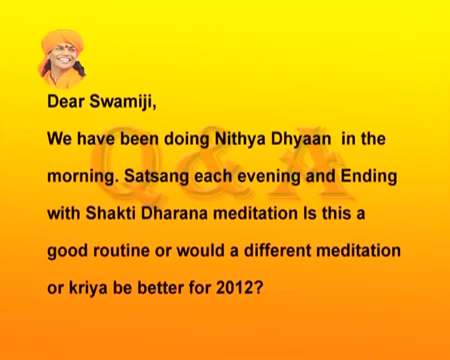 Q & A
Dear Swamiji,
We have been doing Nithya Dhyaan in the
morning. Satsang each evening and Ending
with Shakti Dharana meditation Is this a
good routine or would a different meditation
or kriya be better for 2012?